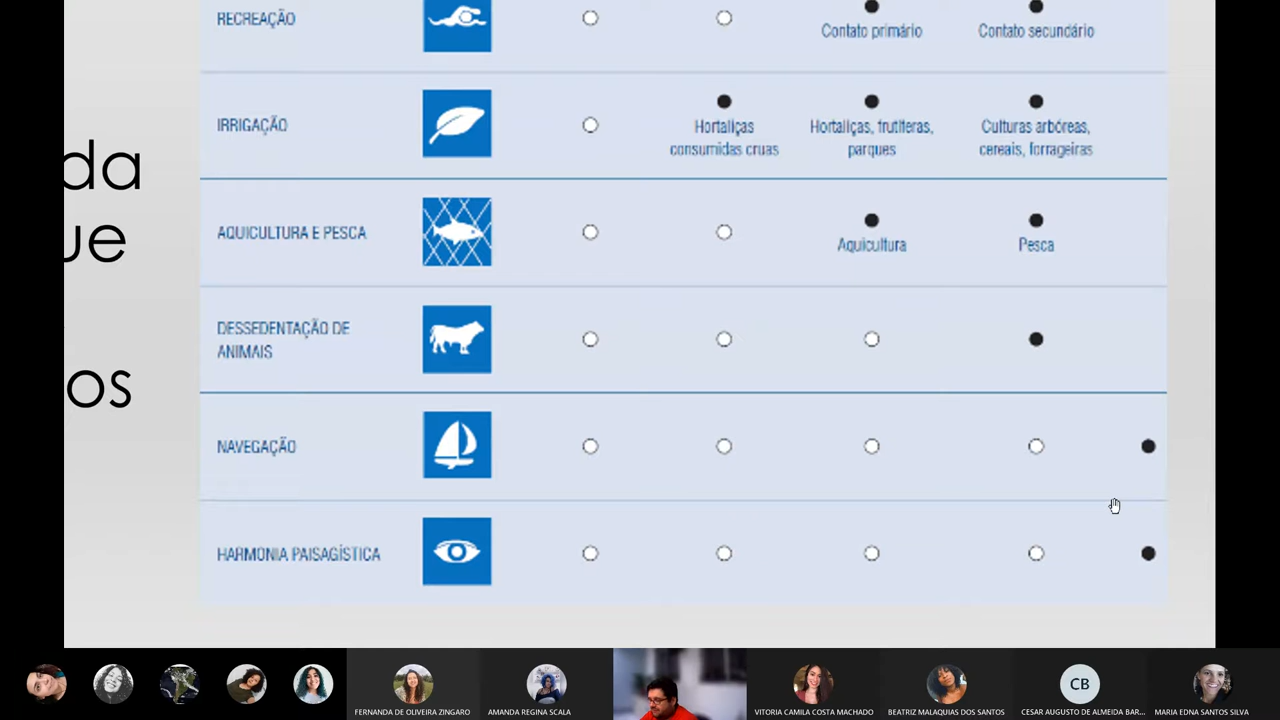 RECREAÇÃO
Contato primário
Contato secundário
da
ue
os
IRRIGAÇÃO
Hortaliças
consumidas cruas
Hortaliças, frutíferas,
parques
Culturas arbóreas,
cereais, forrageiras
AQUICULTURA E PESCA
Aquicultura
Pesca
DESSEDENTAÇÃO DE
ANIMAIS
NAVEGAÇÃO
HARMONIA PAISAGÍSTICA
CB
FERNANDA DE OLIVEIRA ZINGARO
AMANDA REGINA SCALA
VITORIA CAMILA COSTA MACHADO
BEATRIZ MALAQUIAS DOS SANTOS
CESAR AUGUSTO DE ALMEIDA BAR...
MARIA EDNA SANTOS SILVA